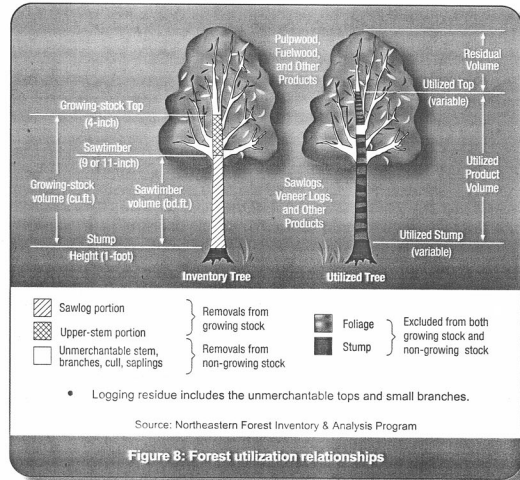 Pulpwood,
Fuelwood,
and Other
Products
Residual
Volume
Utilized Top
(variable)
Growing-stock Top
(4-inch)
Sawtimber
(9 or 11-inch)
Growing-stock
volume (cu.ft.)
Sawtimber
volume (bd.ft.)
Utilized
Product
Volume
Sawlogs,
Veneer Logs,
and Other
Products
Stump
Height (1-foot)
Utilized Stump
(variable)
Inventory Tree
Utilized Tree
Sawlog portion
Upper-stem portion
Removals from
growing stock
Unmerchantable stem,
branches, cull, saplings
Removals from
non-growing stock
Foliage
Stump
Excluded from both
growing stock and
non-growing stock
• Logging residue includes the unmerchantable tops and small branches.
Source: Northeastern Forest Inventory & Analysis Program
Figure 8: Forest utilization relationships